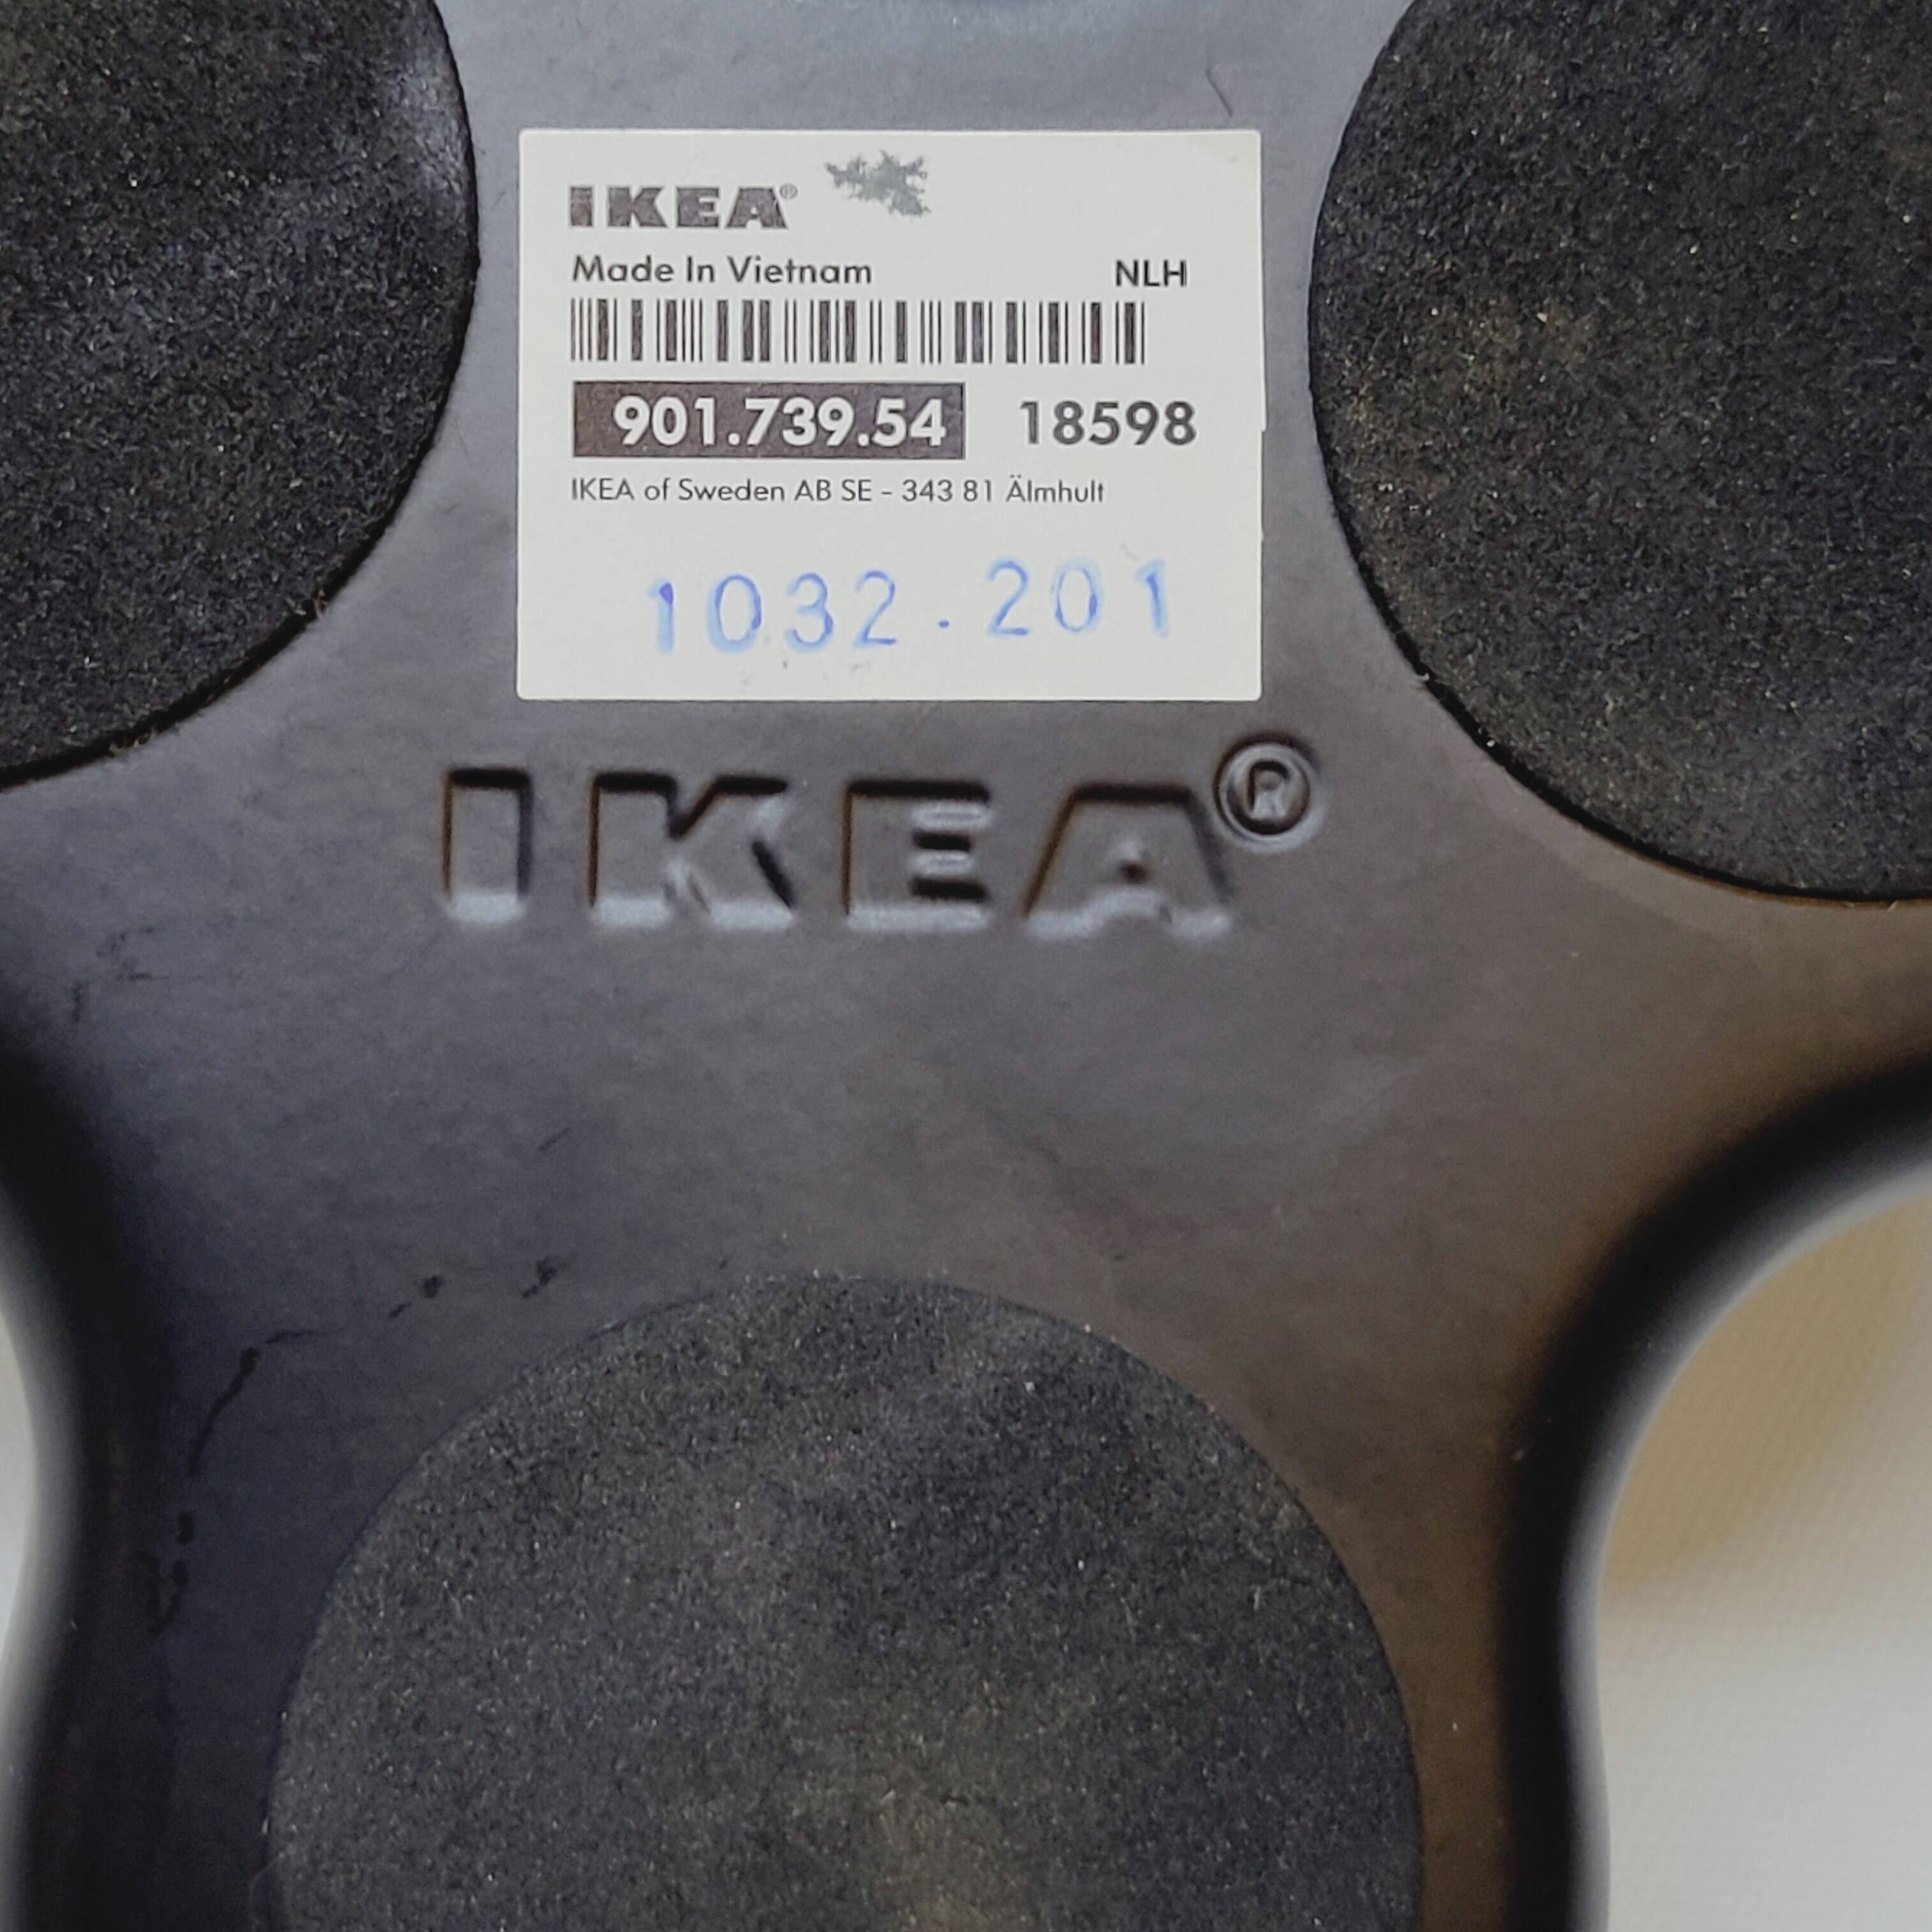 IKEA®
Made In Vietnam NLH
901.739.54 18598
IKEA of Sweden AB SE - 343 81 Älmhult
1032.201
IKEA®